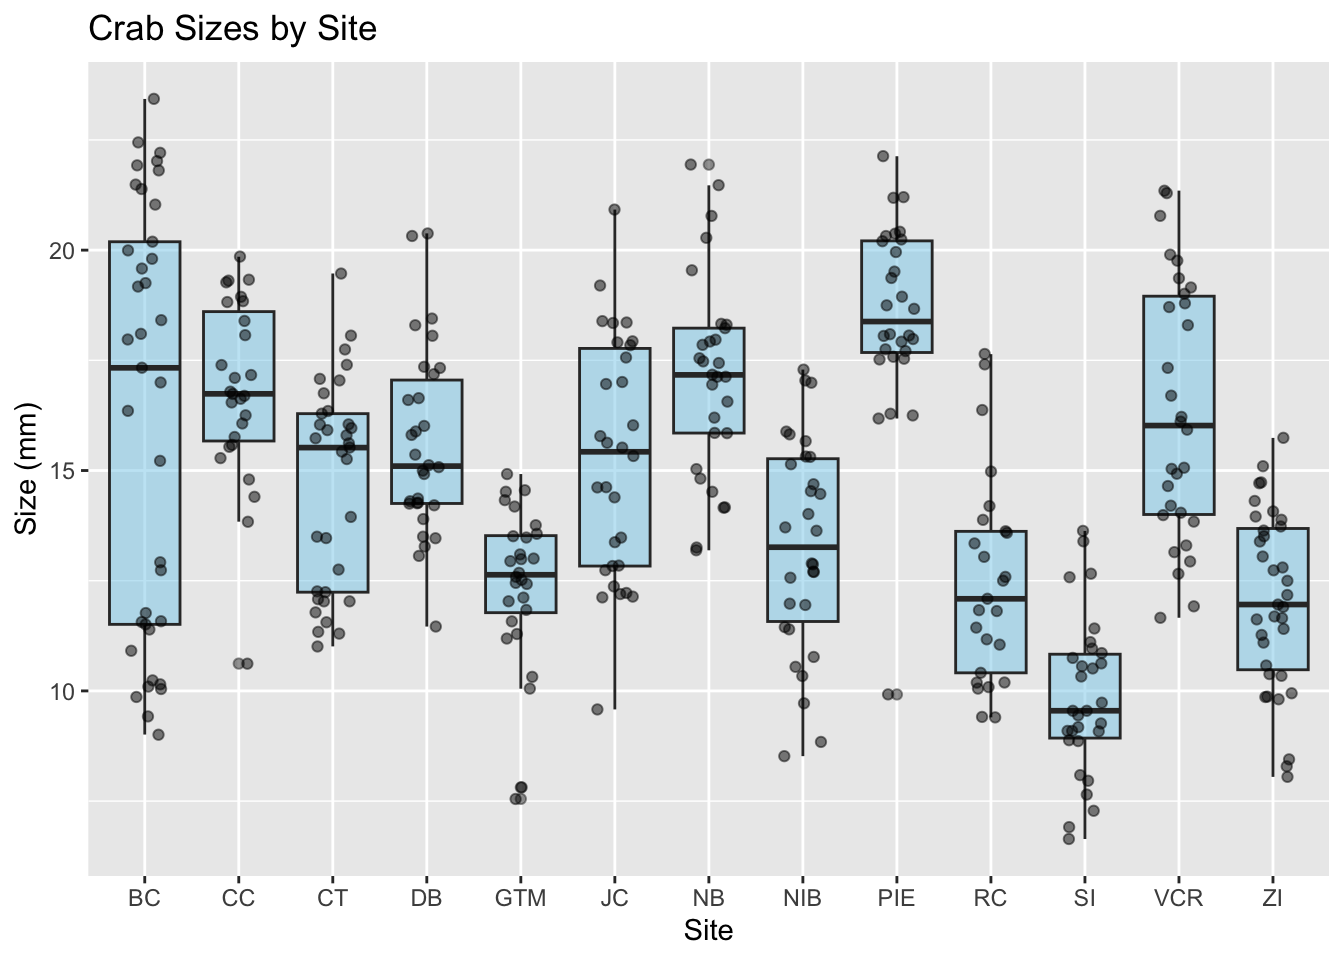 Crab Sizes by Site
Size (mm)
20
15
10
BC CC CT DB GTM JC NB NIB PIE RC SI VCR ZI
Site